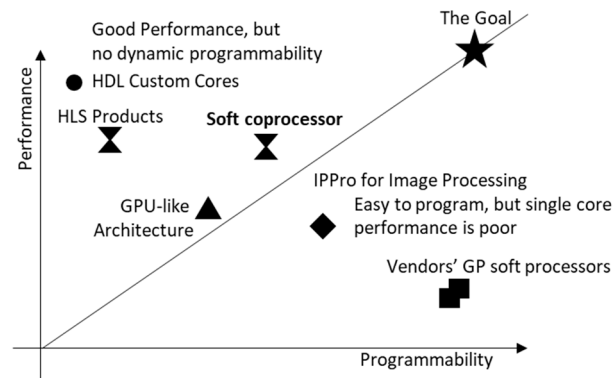 The Goal
Good Performance, but
no dynamic programmability
HDL Custom Cores
HLS Products
Soft coprocessor
Performance
IPPro for Image Processing
GPU-like
Architecture
Easy to program, but single core
performance is poor
Vendors' GP soft processors
Programmability